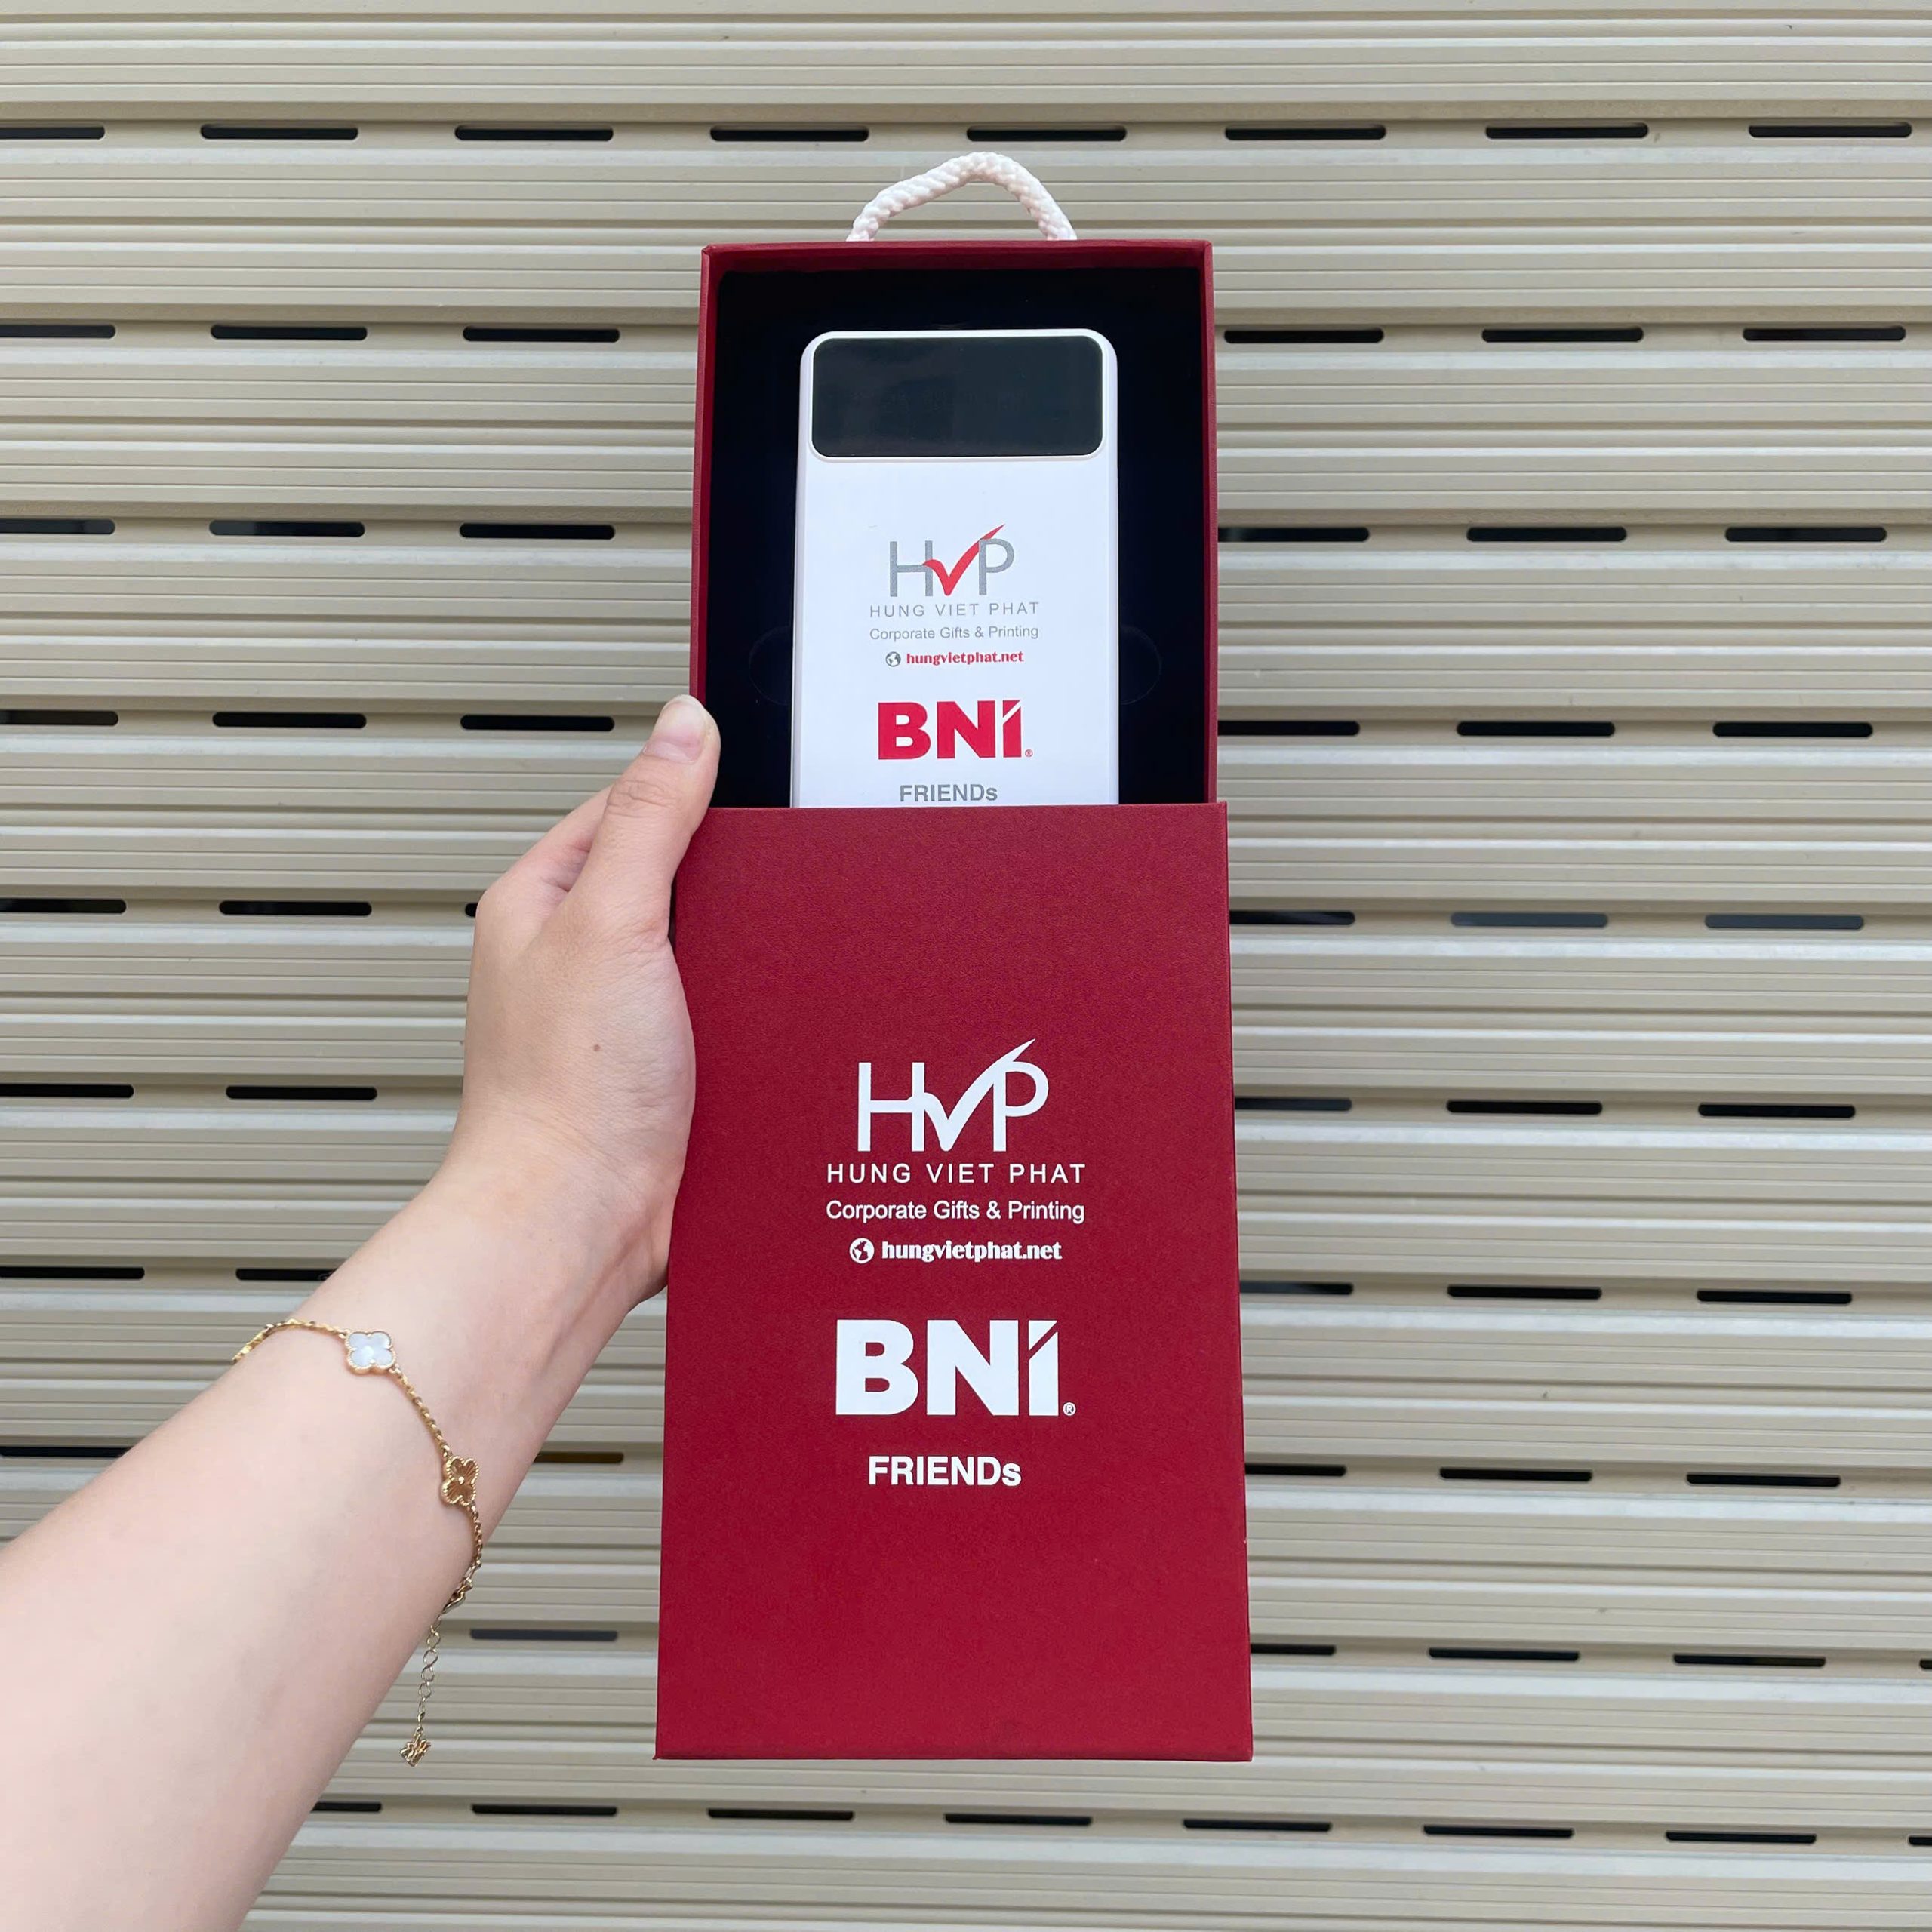 HVP
HUNG VIET PHAT
Corporate Gifts & Printing
hungvietphat.net
BNI®
FRIENDs
HVP
HUNG VIET PHAT
Corporate Gifts & Printing
hungvietphat.net
BNI®
FRIENDs